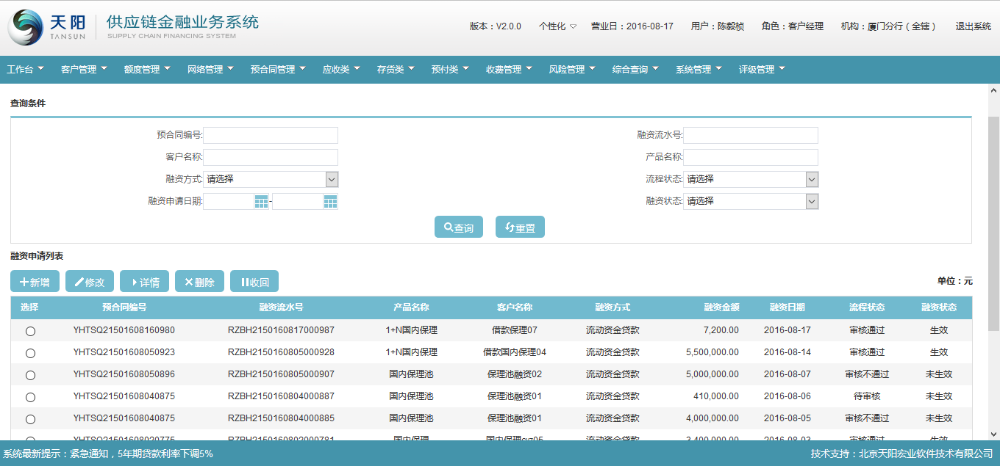 天阳 TANSUN 供应链金融业务系统 SUPPLY CHAIN FINANCING SYSTEM
版本：V2.0.0 个性化 营业日：2016-08-17 用户：陈毅桢 角色：客户经理 机构：厦门分行（全辖） 退出系统
工作台 客户管理 额度管理 网络管理 预合同管理 应收类 存货类 预付类 收费管理 风险管理 综合查询 系统管理 评级管理
查询条件
预合同编号: 融资流水号:
客户名称: 产品名称:
融资方式: 请选择 流程状态: 请选择
融资申请日期: - 融资状态: 请选择
查询 重置
融资申请列表
新增 修改 详情 删除 收回 单位：元
选择 预合同编号 融资流水号 产品名称 客户名称 融资方式 融资金额 融资日期 流程状态 融资状态
YHTSQ21501608160980 RZBH2150160817000987 1+N国内保理 借款保理07 流动资金贷款 7,200.00 2016-08-17 审核通过 生效
YHTSQ21501608050923 RZBH2150160805000928 1+N国内保理 借款国内保理04 流动资金贷款 5,500,000.00 2016-08-14 审核通过 生效
YHTSQ21501608050896 RZBH2150160805000907 国内保理池 保理池融资02 流动资金贷款 5,000,000.00 2016-08-07 审核不通过 未生效
YHTSQ21501608040875 RZBH2150160804000887 国内保理池 保理池融资01 流动资金贷款 410,000.00 2016-08-06 待审核 未生效
YHTSQ21501608040875 RZBH2150160804000885 国内保理池 保理池融资01 流动资金贷款 4,000,000.00 2016-08-05 审核不通过 未生效
YHTSQ21501608020775 RZBH2150160802000781 国内保理 流动资金贷款 3,400,000.00 2016-08-03 审核通过 生效
系统最新提示：紧急通知，5年期贷款利率下调5% 技术支持：北京天阳宏业软件技术有限公司